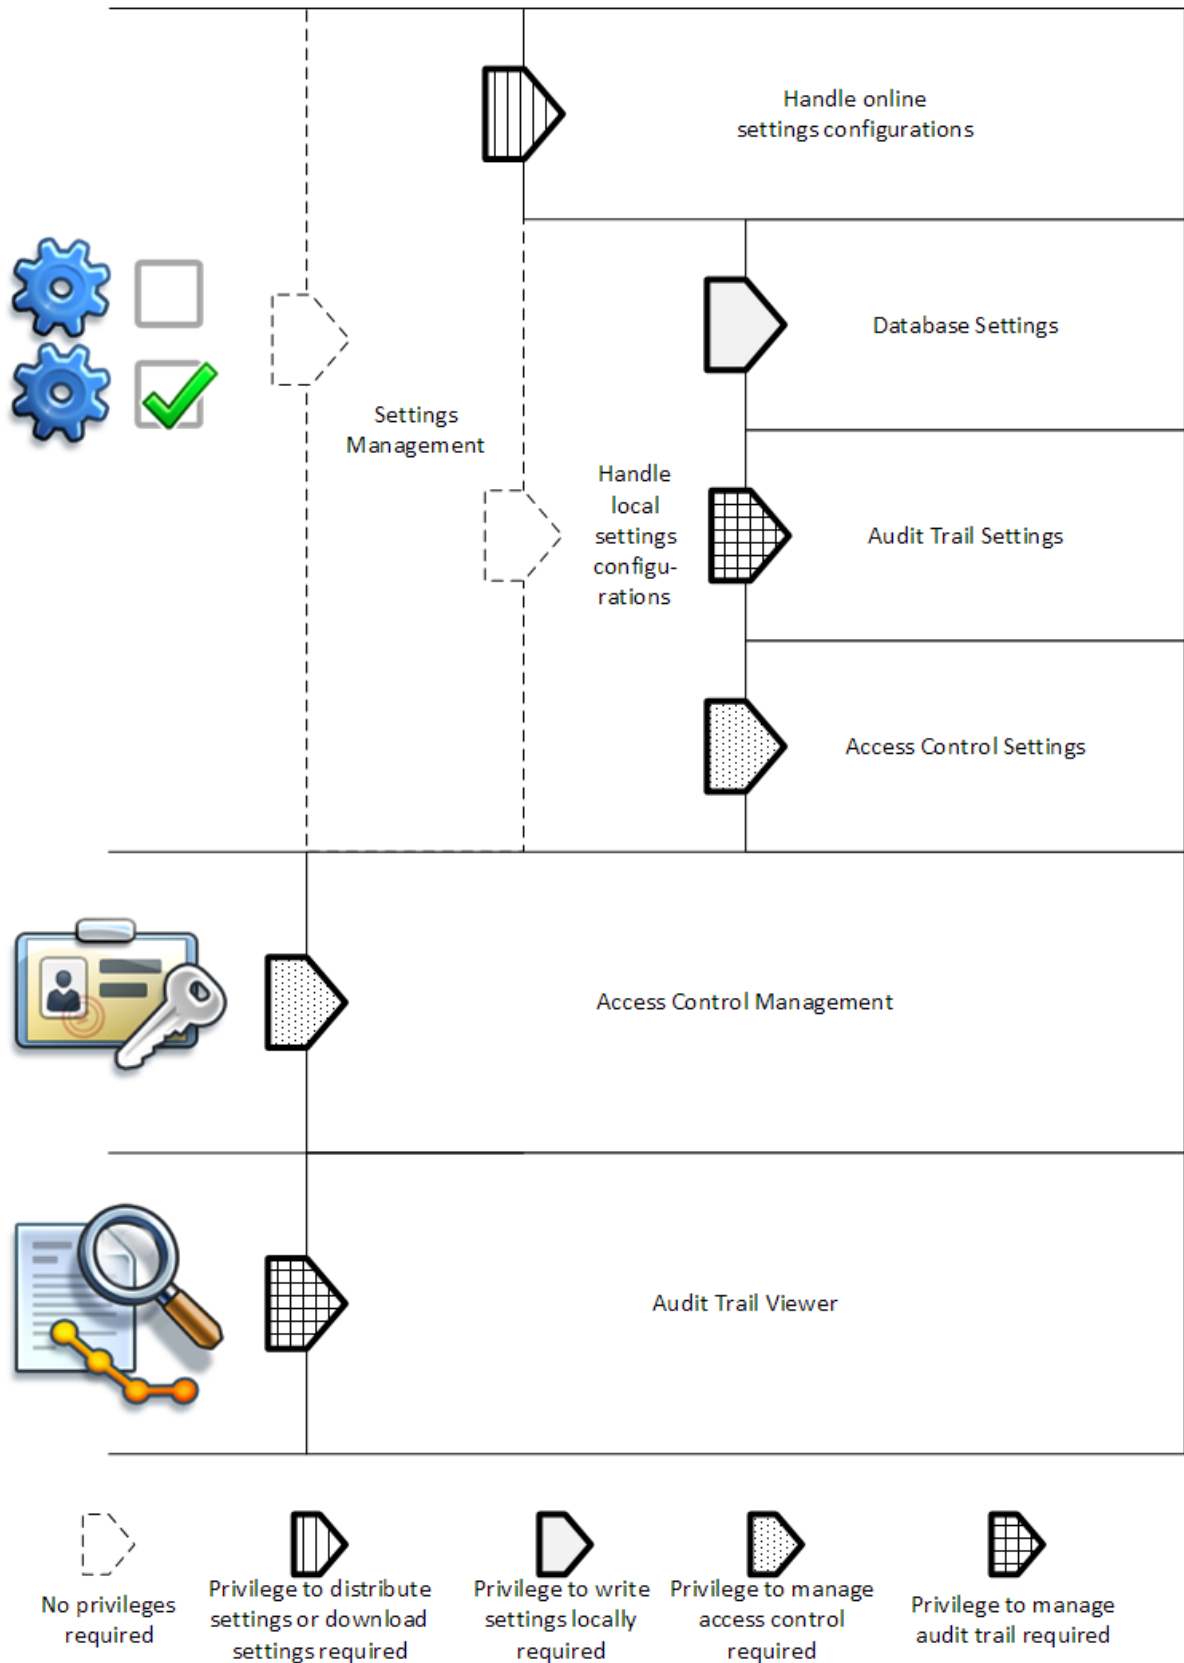 Handle online
settings configurations
Database Settings
Settings
Management
Handle
local
settings
configu-
rations
Audit Trail Settings
Access Control Settings
Access Control Management
Audit Trail Viewer
No privileges
required
Privilege to distribute
settings or download
settings required
Privilege to write
settings locally
required
Privilege to manage
access control
required
Privilege to manage
audit trail required